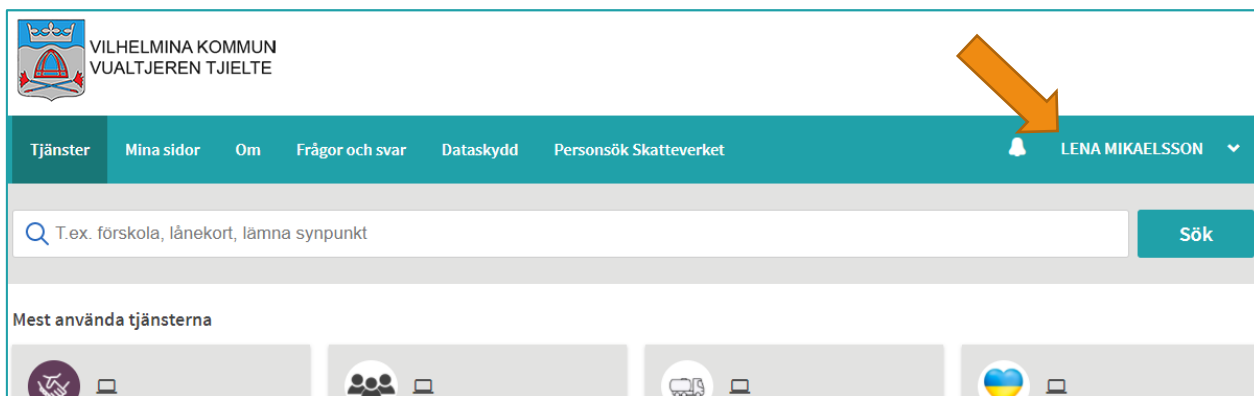 VILHELMINA KOMMUN
VUALTJEREN TJIELTE
Tjänster Mina sidor Om Frågor och svar Dataskydd Personsök Skatteverket LENA MIKAELSSON
T.ex. förskola, lånekort, lämna synpunkt Sök
Mest använda tjänsterna